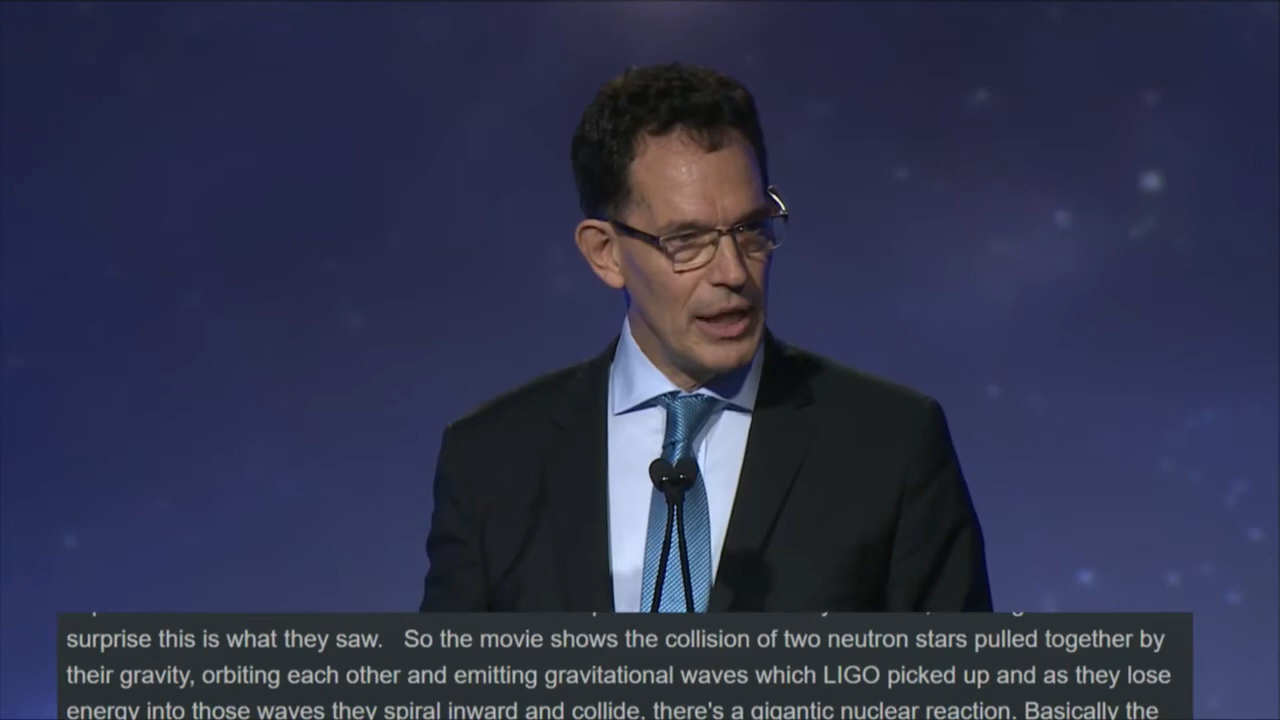 surprise this is what they saw.   So the movie shows the collision of two neutron stars pulled together by
their gravity, orbiting each other and emitting gravitational waves which LIGO picked up and as they lose
energy into those waves they spiral inward and collide, there's a gigantic nuclear reaction. Basically the